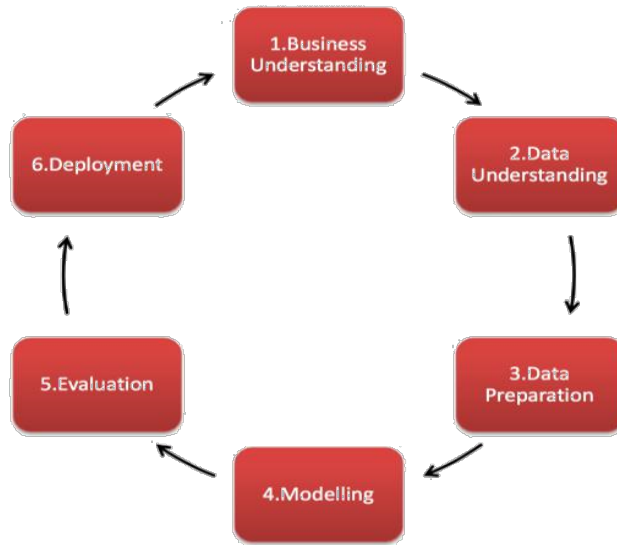 1.Business
Understanding
2.Data
Understanding
3.Data
Preparation
4.Modelling
5.Evaluation
6.Deployment